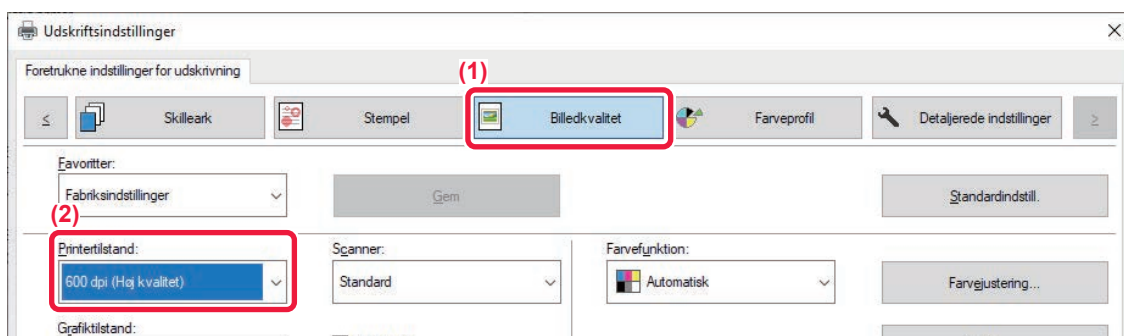 Udskriftsindstillinger
Foretrukne indstillinger for udskrivning
(1)
< Skilleark Stempel Billedkvalitet Farveprofil Detaljerede indstillinger >
Favoritter:
Fabriksindstillinger Gem Standardindstill.
(2)
Printertilstand: Scanner: Farvefunktion:
600 dpi (Høj kvalitet) Standard Automatisk Farvejustering...
Grafiktilstand: